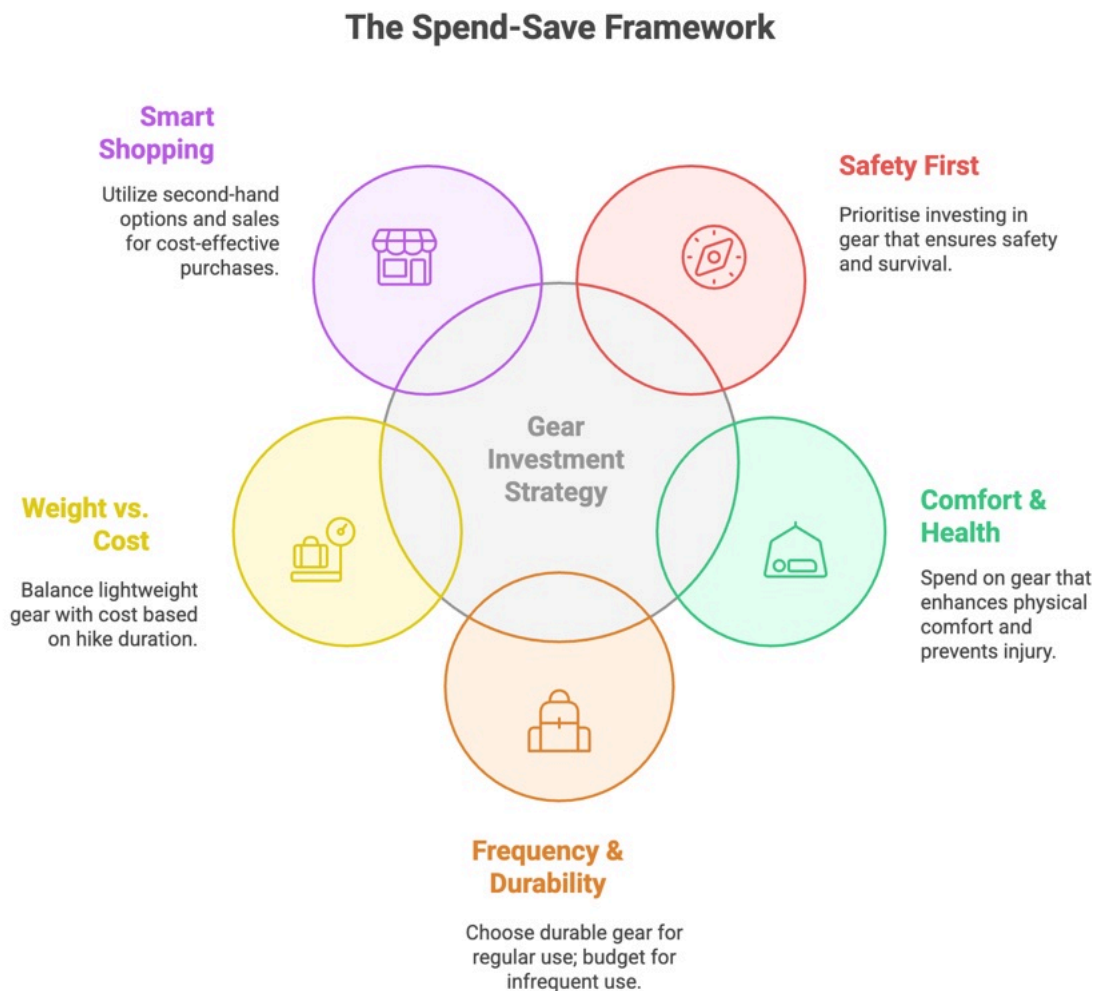 The Spend-Save Framework
Smart
Shopping
Utilize second-hand
options and sales
for cost-effective
purchases.
Safety First
Prioritise investing in
gear that ensures safety
and survival.
Gear
Investment
Strategy
Weight vs.
Cost
Balance lightweight
gear with cost based
on hike duration.
Comfort &
Health
Spend on gear that
enhances physical
comfort and
prevents injury.
Frequency &
Durability
Choose durable gear for
regular use; budget for
infrequent use.